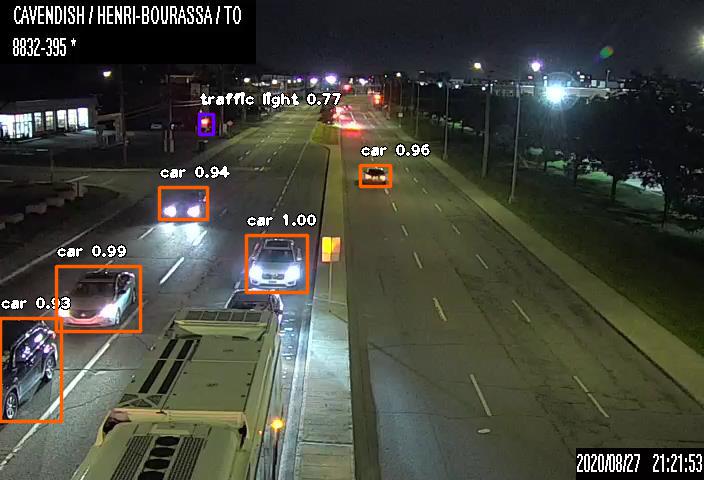 CAVENDISH / HENRI-BOURASSA / TO
8832-395 *
traffic light 0.77
car 0.96
car 0.94
car 1.00
car 0.99
car 0.93
2020/08/27 21:21:53